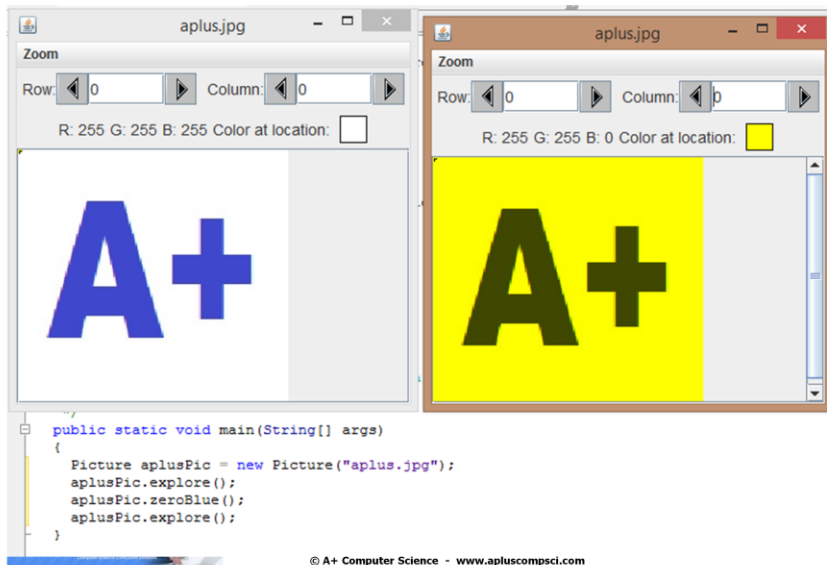 aplus.jpg
Zoom
Row: 0 Column: 0
R: 255 G: 255 B: 255 Color at location:
A+
aplus.jpg
Zoom
Row: 0 Column: 0
R: 255 G: 255 B: 0 Color at location:
A+
*/
public static void main(String[] args)
{
Picture aplusPic = new Picture("aplus.jpg");
aplusPic.explore();
aplusPic.zeroBlue();
aplusPic.explore();
}
© A+ Computer Science - www.apluscompsci.com